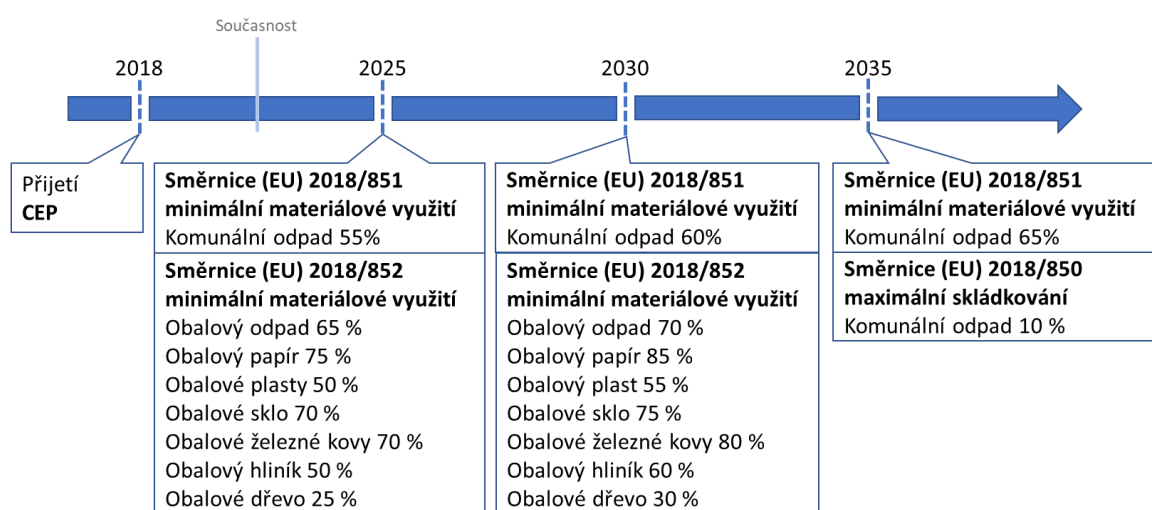 Současnost
2018
2025
2030
2035
Přijetí
CEP
Směrnice (EU) 2018/851
minimální materiálové využití
Komunální odpad 55%
Směrnice (EU) 2018/852
minimální materiálové využití
Obalový odpad 65 %
Obalový papír 75 %
Obalové plasty 50 %
Obalové sklo 70 %
Obalové železné kovy 70 %
Obalový hliník 50 %
Obalové dřevo 25 %
Směrnice (EU) 2018/851
minimální materiálové využití
Komunální odpad 60%
Směrnice (EU) 2018/852
minimální materiálové využití
Obalový odpad 70 %
Obalový papír 85 %
Obalový plast 55 %
Obalové sklo 75 %
Obalové železné kovy 80 %
Obalový hliník 60 %
Obalové dřevo 30 %
Směrnice (EU) 2018/851
minimální materiálové využití
Komunální odpad 65%
Směrnice (EU) 2018/850
maximální skládkování
Komunální odpad 10 %